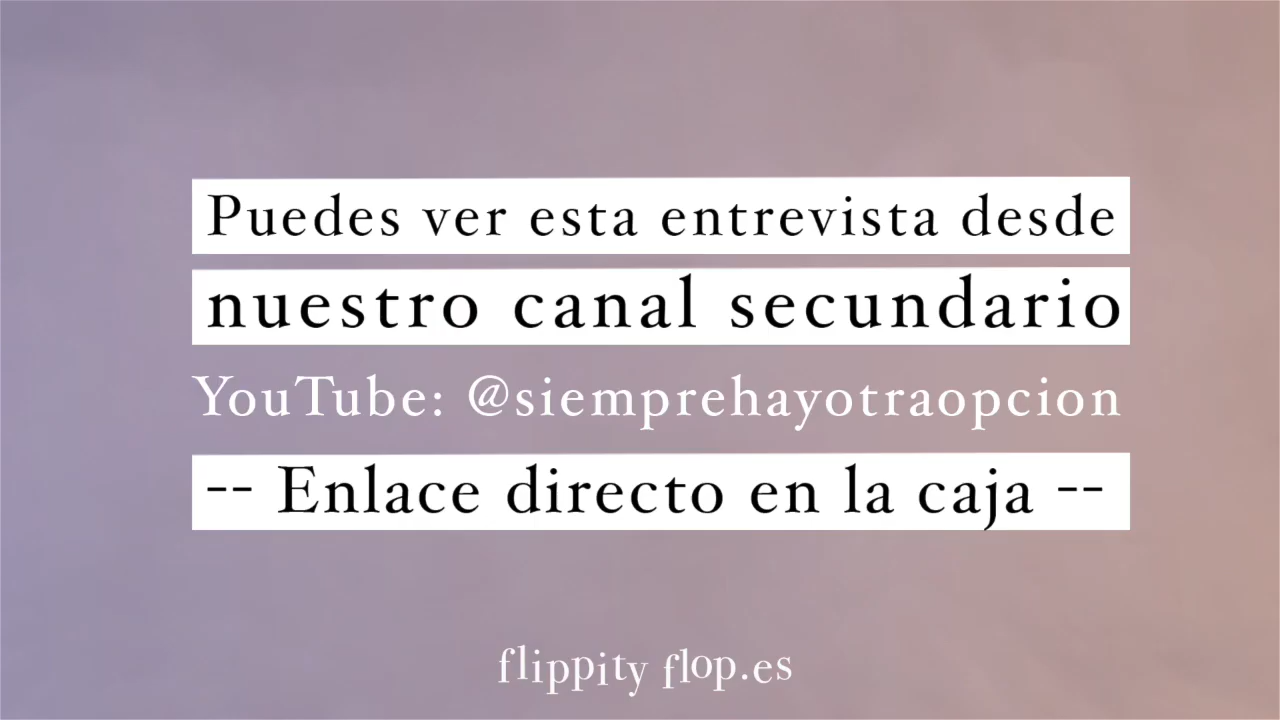 Puedes ver esta entrevista desde
nuestro canal secundario
YouTube: @siemprehayotraopcion
-- Enlace directo en la caja --
flippity flop.es